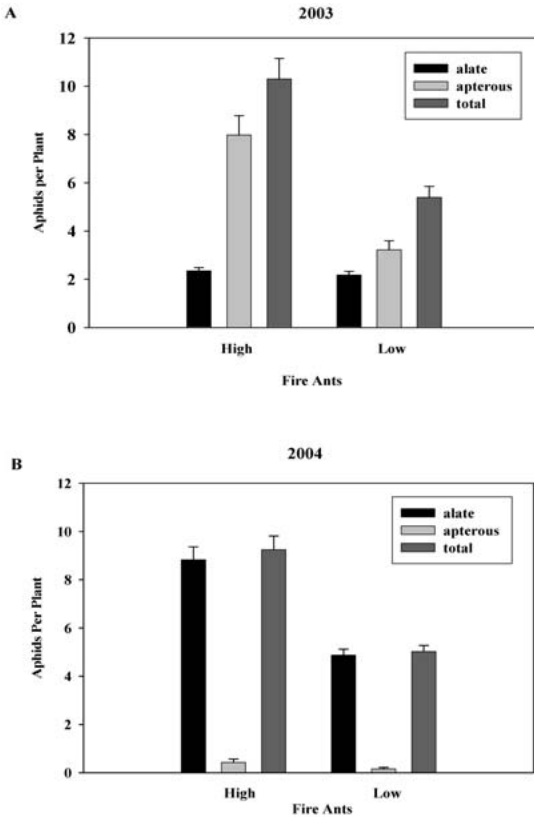 A
2003
12
10
8
6
4
2
0
Aphids per Plant
alate
apterous
total
High
Low
Fire Ants
B
2004
12
10
8
6
4
2
0
Aphids Per Plant
alate
apterous
total
High
Low
Fire Ants